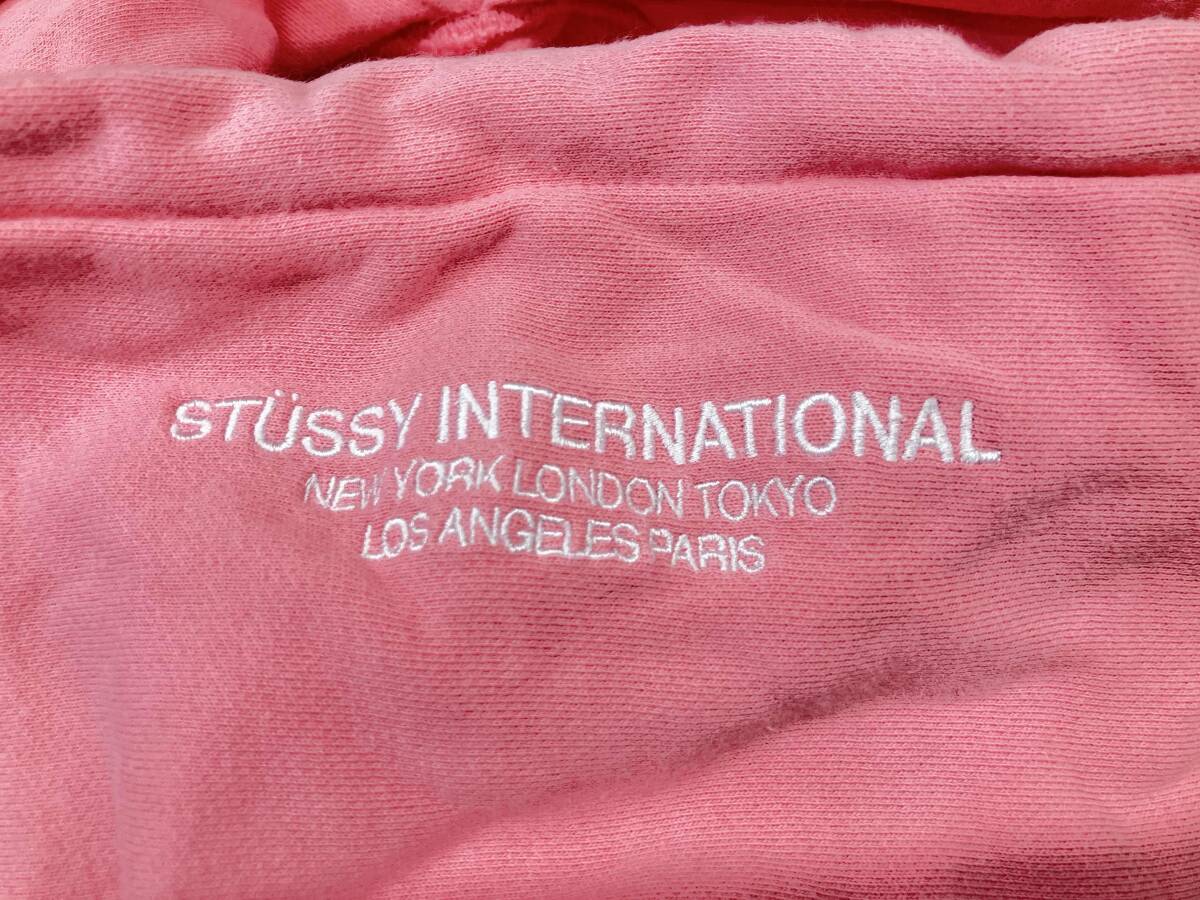 STÜSSY INTERNATIONAL
NEW YORK LONDON TOKYO
LOS ANGELES PARIS